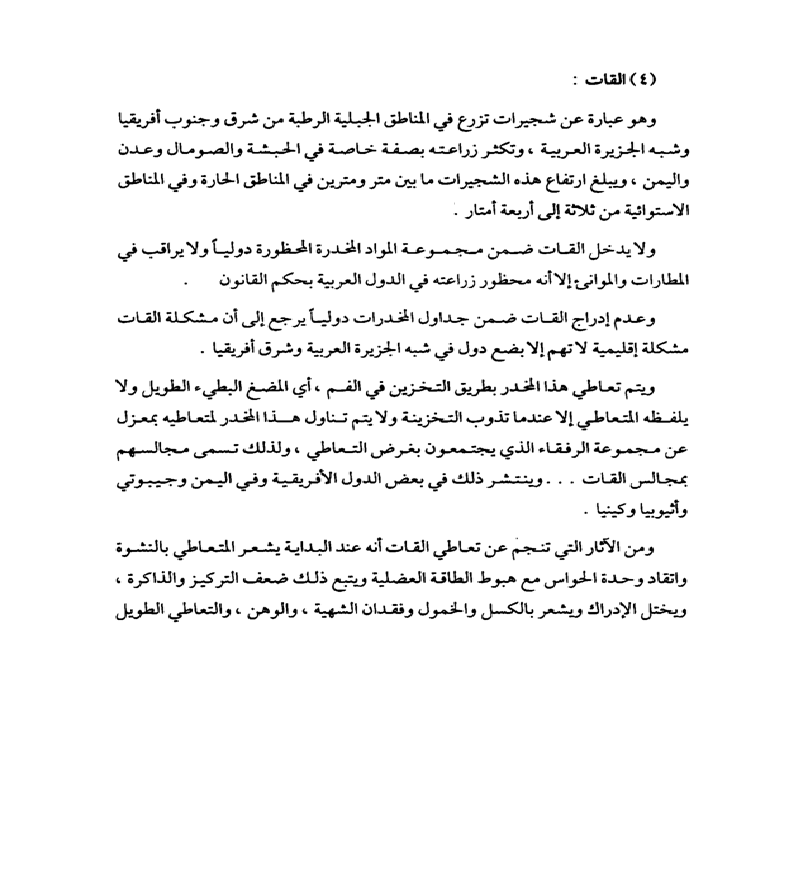 (٤) القات :
وهو عبارة عن شجيرات تزرع في المناطق الجبلية الرطبة من شرق وجنوب أفريقيا
وشبه الجزيرة العربية ، وتكثر زراعته بصفة خاصة في الحبشة والصومال وعدن
واليمن ، ويبلغ ارتفاع هذه الشجيرات ما بين متر ومترين في المناطق الحارة وفي المناطق
الاستوائية من ثلاثة إلى أربعة أمتار .
ولا يدخل القات ضمن مجموعة المواد المخدرة المحظورة دولياً ولا يراقب في
المطارات والموانئ إلا أنه محظور زراعته في الدول العربية بحكم القانون .
وعدم إدراج القات ضمن جداول المخدرات دولياً يرجع إلى أن مشكلة القات
مشكلة إقليمية لا تهم إلا بضع دول في شبه الجزيرة العربية وشرق أفريقيا .
ويتم تعاطي هذا المخدر بطريق التخزين في الفم ، أي المضغ البطيء الطويل ولا
يلفظه المتعاطي إلا عندما تذوب التخزينة ولا يتم تناول هذا المخدر لمتعاطيه بمعزل
عن مجموعة الرفقاء الذي يجتمعون بغرض التعاطي ، ولذلك تسمى مجالسهم
بمجالس القات . . . وينتشر ذلك في بعض الدول الأفريقية وفي اليمن وجيبوتي
وأثيوبيا وكينيا .
ومن الآثار التي تنجم عن تعاطي القات أنه عند البداية يشعر المتعاطي بالنشوة
واتقاد وحدة الحواس مع هبوط الطاقة العضلية ويتبع ذلك ضعف التركيز والذاكرة ،
ويختل الإدراك ويشعر بالكسل والخمول وفقدان الشهية ، والوهن ، والتعاطي الطويل